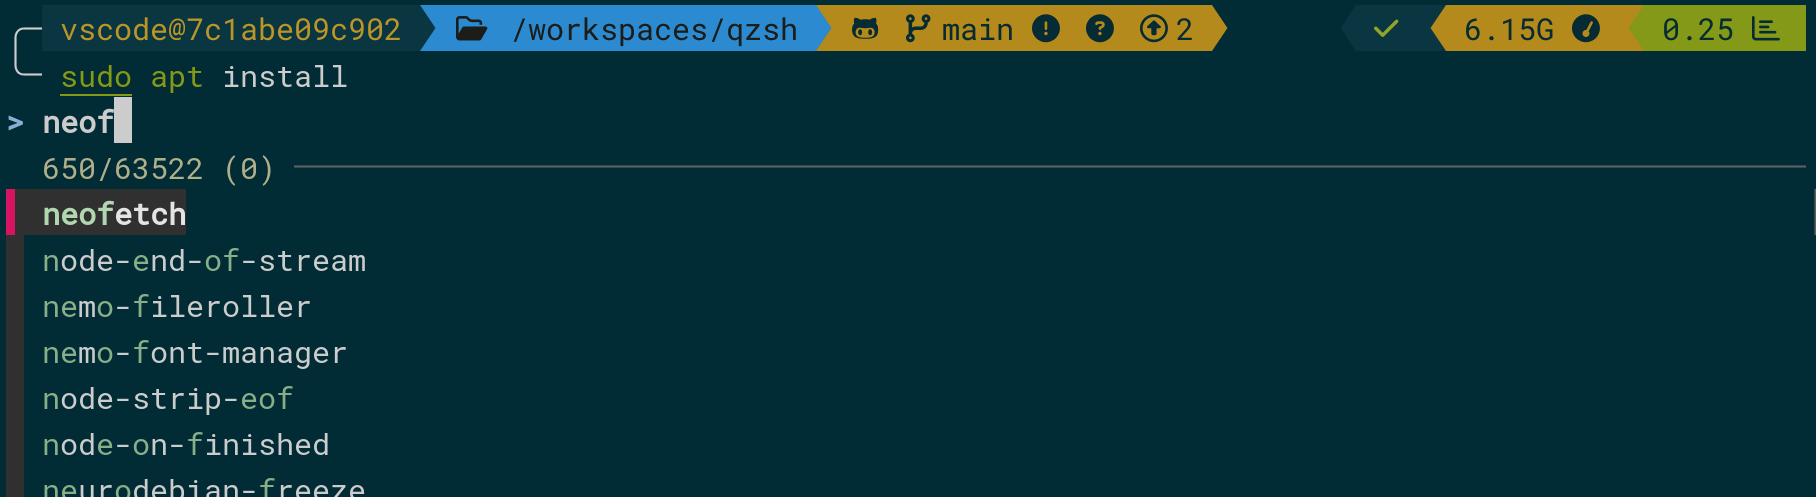 vscode@7c1abe09c902 /workspaces/qzsh main ! ? 2 6.15G 0.25
sudo apt install
> neof
650/63522 (0)
neofetch
node-end-of-stream
nemo-fileroller
nemo-font-manager
node-strip-eof
node-on-finished
neurodebian-freeze